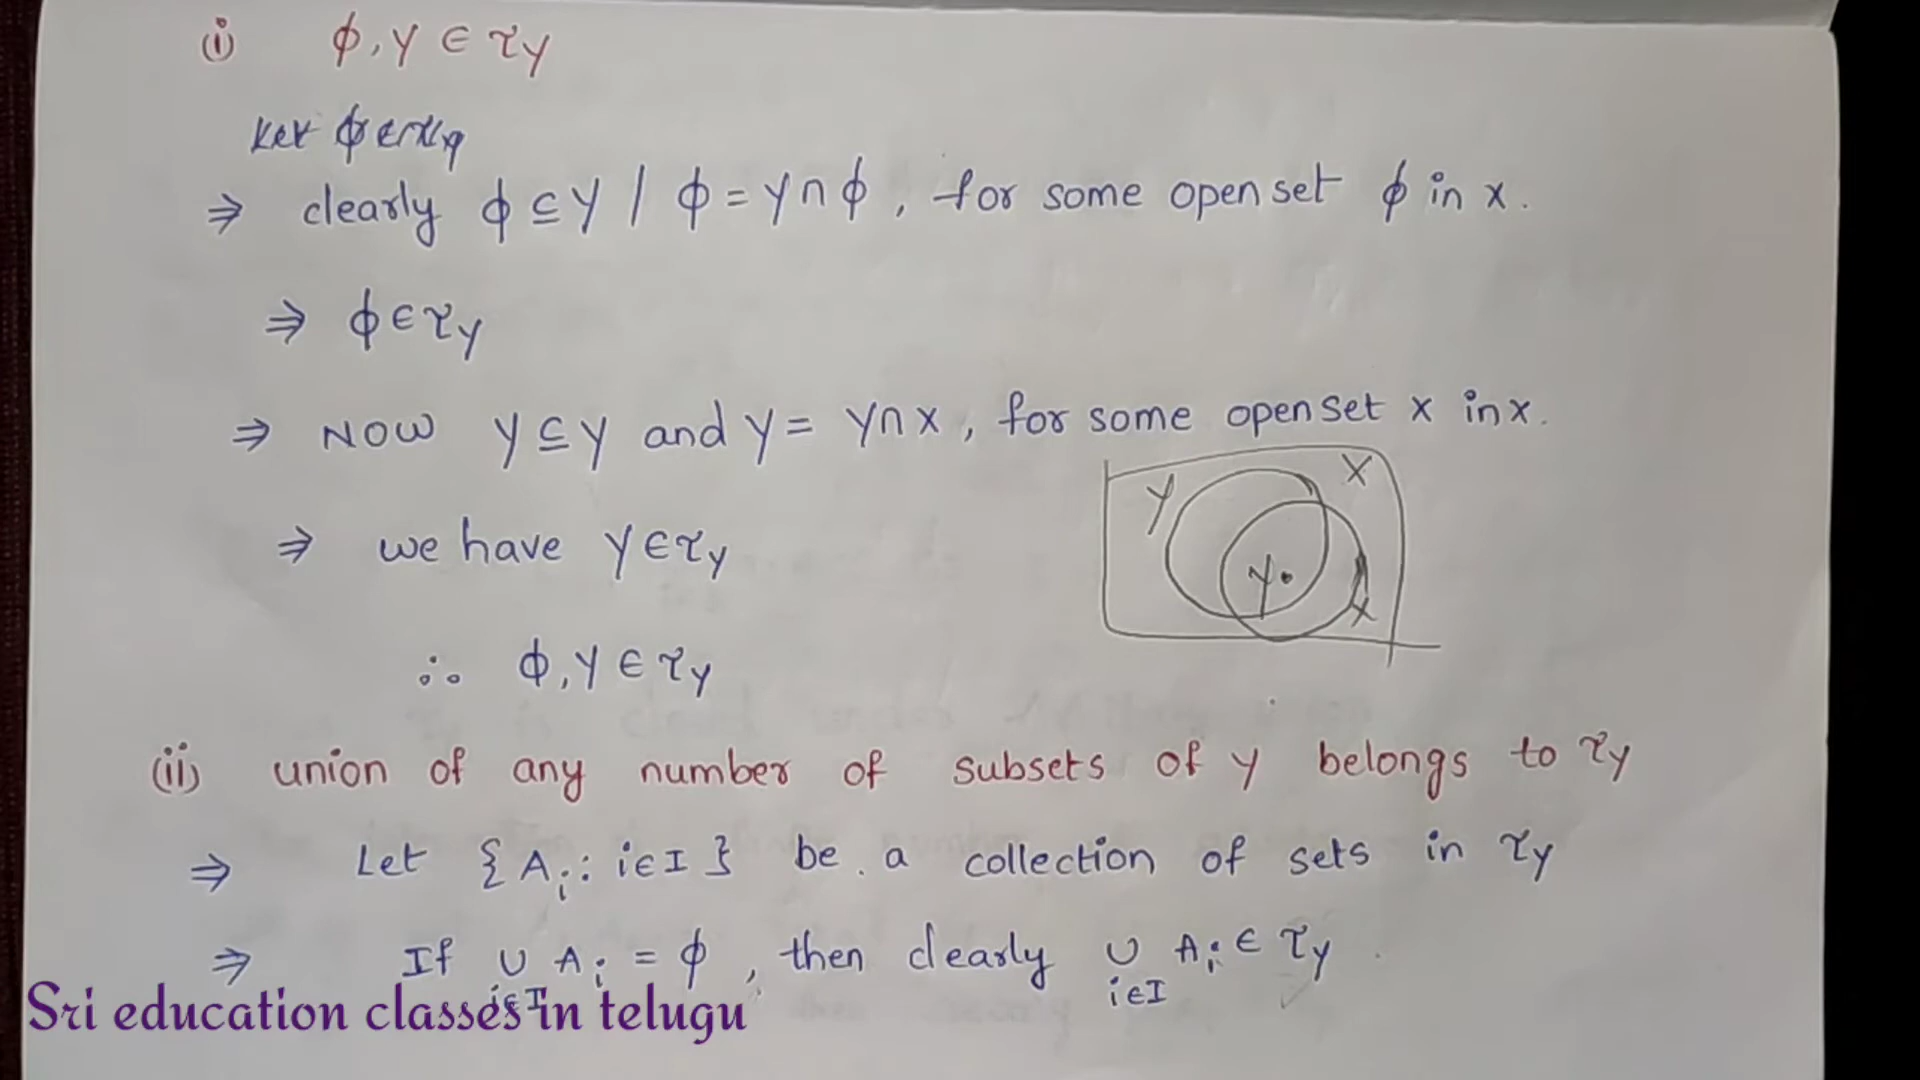 (i) φ, Y ∈ τY
⇒ clearly φ ⊆ Y / φ = Y ∩ φ, for some open set φ in x.
⇒ φ ∈ τY
⇒ NOW Y ⊆ Y and Y = Y ∩ X, for some open set x in x.
Y X
⇒ we have Y ∈ τY
Y. X
∴ φ, Y ∈ τY
(ii) union of any number of subsets of Y belongs to τY
⇒ Let {Ai : i∈I} be a collection of sets in τY
⇒ If ∪ Ai = φ, then clearly ∪ Ai ∈ τY
i∈I i∈I
Sri education classes in telugu